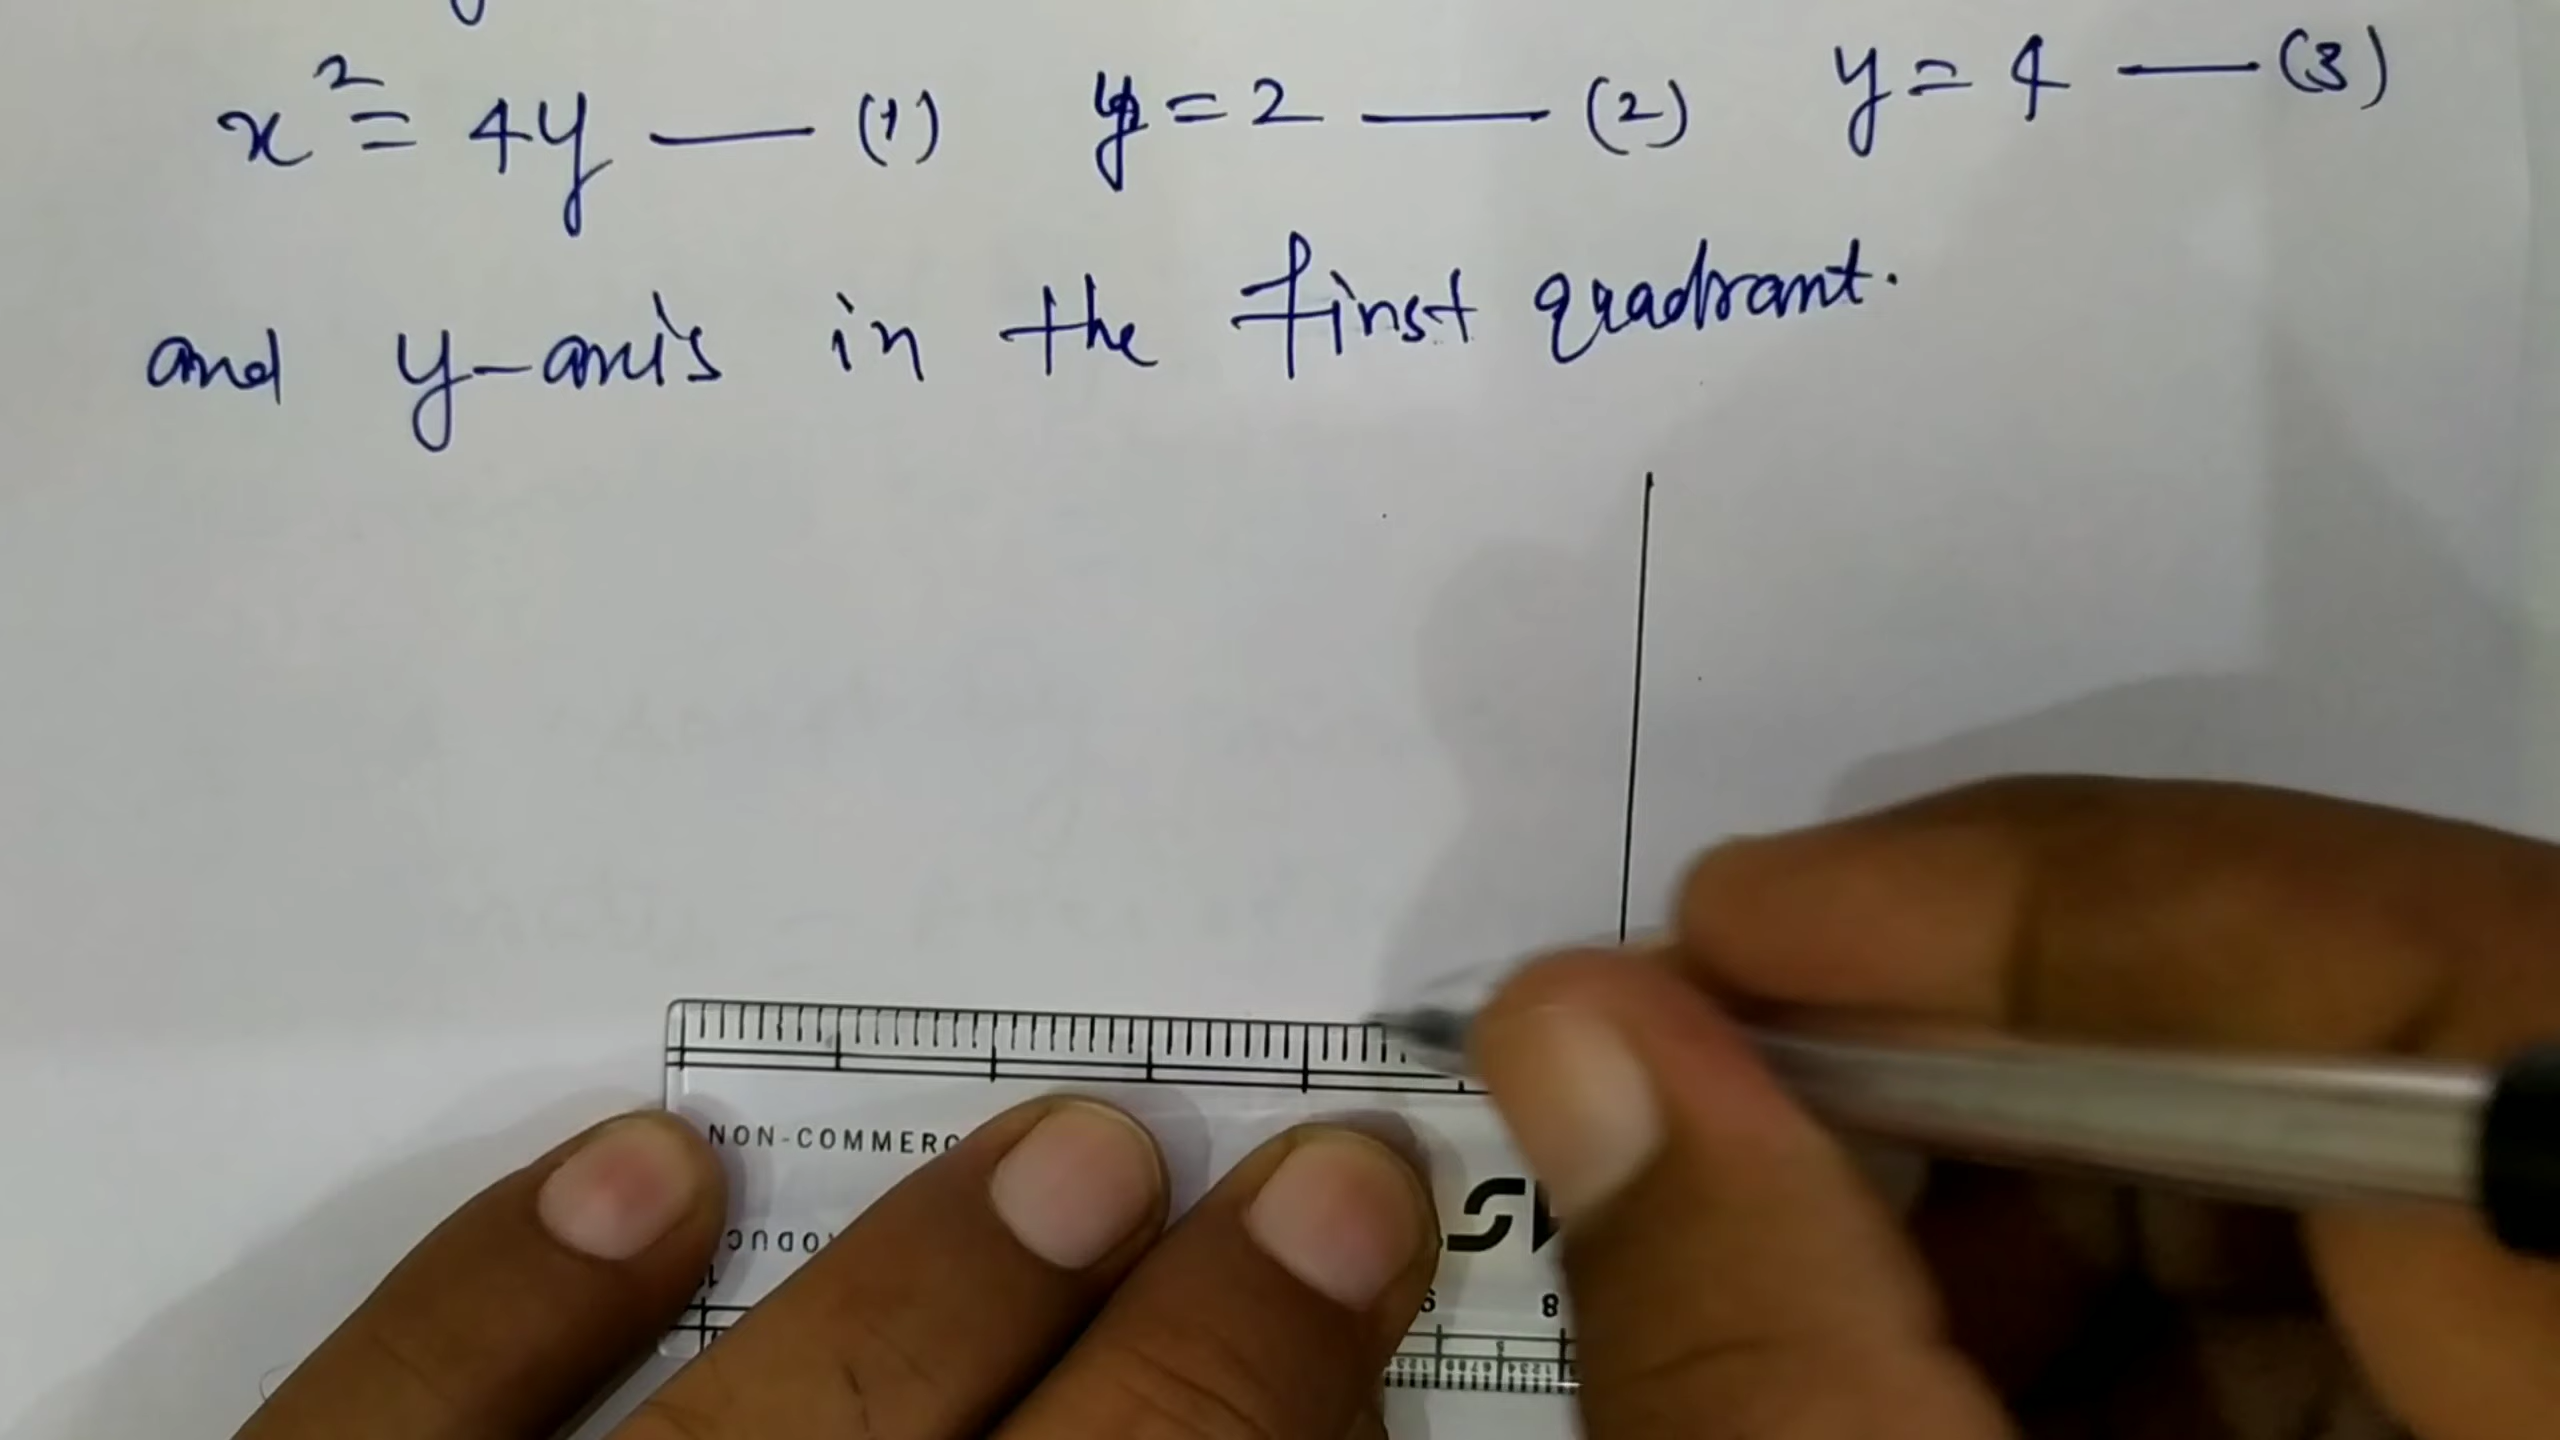 x² = 4y — (1) y = 2 — (2) y = 4 — (3)
and y-axis in the first quadrant.
NON-COMMERC